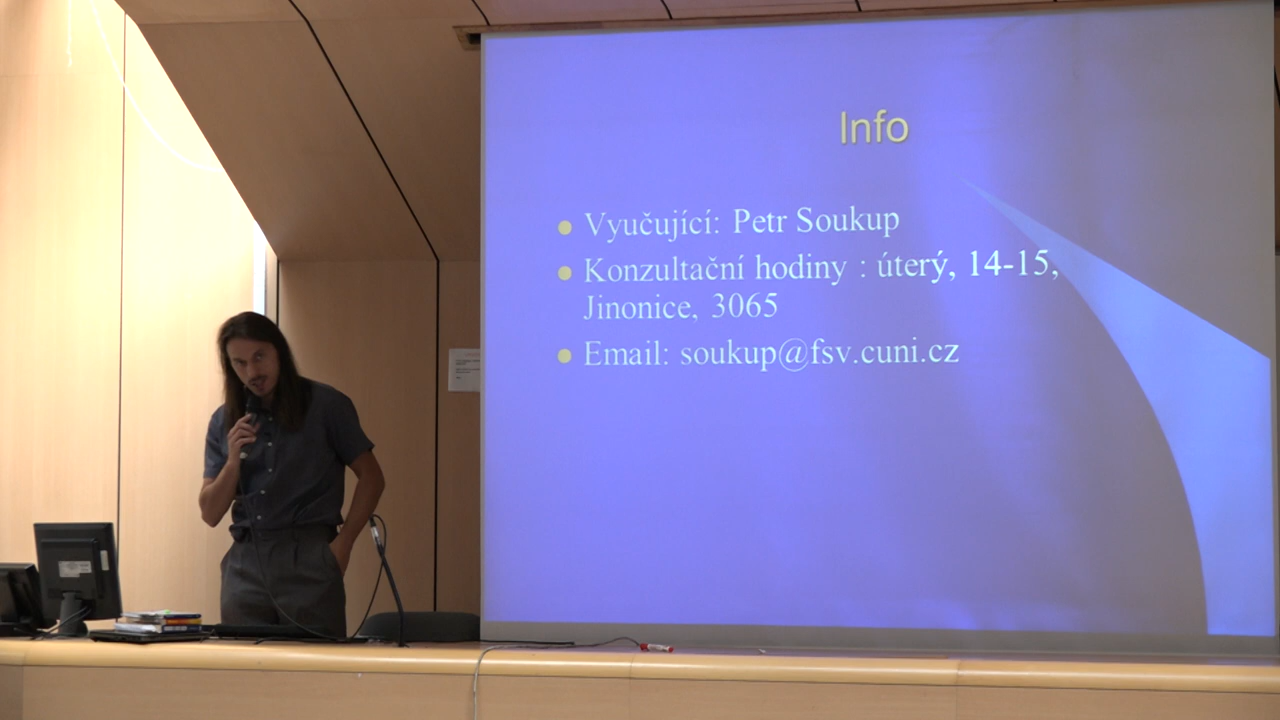 Info
Vyučující: Petr Soukup
Konzultační hodiny : úterý, 14-15,
Jinonice, 3065
Email: soukup@fsv.cuni.cz